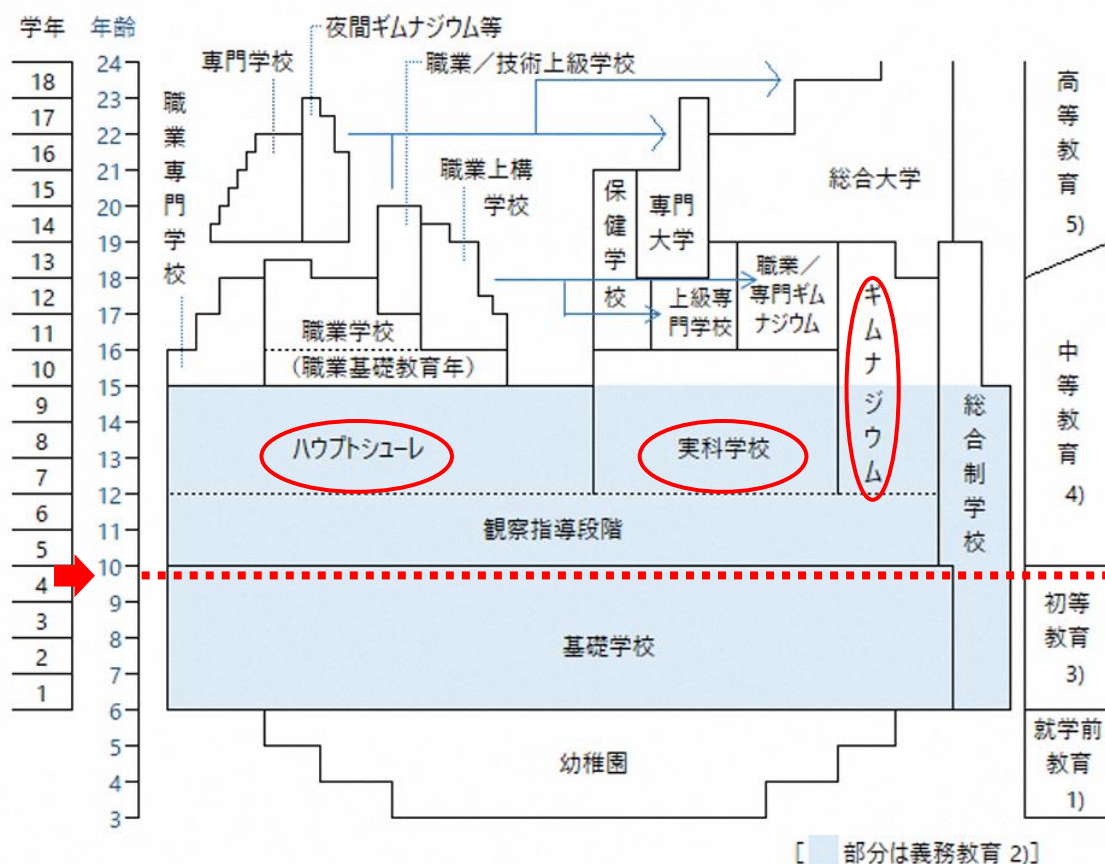 学年 年齢
夜間ギムナジウム等
専門学校
職業／技術上級学校
職業専門学校
職業上構
学校
保健学校
専門
大学
総合大学
職業／
専門ギム
ナジウム
上級専
門学校
ギムナジウム
職業学校
(職業基礎教育年)
ハウプトシューレ
実科学校
総合制学校
観察指導段階
基礎学校
幼稚園
高等教育
5)
中等教育
4)
初等
教育
3)
就学前
教育
1)
18
17
16
15
14
13
12
11
10
9
8
7
6
5
4
3
2
1
24
23
22
21
20
19
18
17
16
15
14
13
12
11
10
9
8
7
6
5
4
3
[ 部分は義務教育 2)]